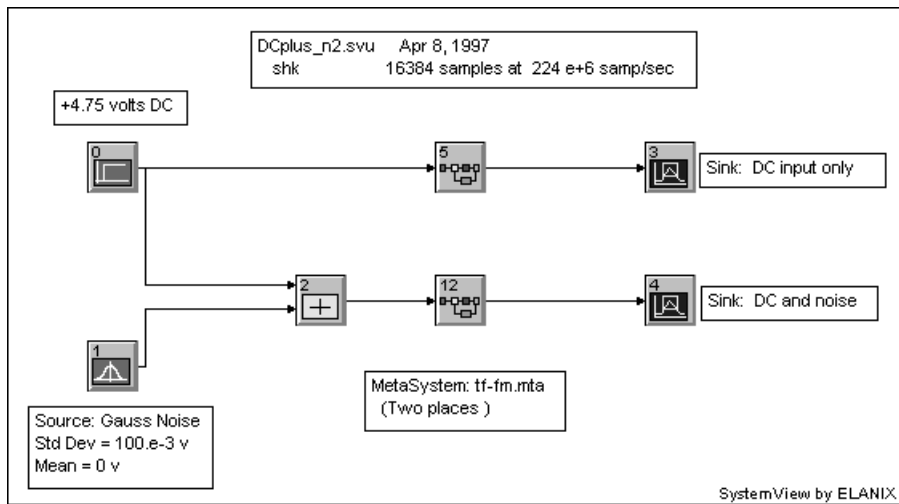 DCplus_n2.svu Apr 8, 1997
shk 16384 samples at 224 e+6 samp/sec
+4.75 volts DC
0
5
3
Sink: DC input only
2
12
4
Sink: DC and noise
1
MetaSystem: tf-fm.mta
(Two places )
Source: Gauss Noise
Std Dev = 100.e-3 v
Mean = 0 v
SystemView by ELANIX